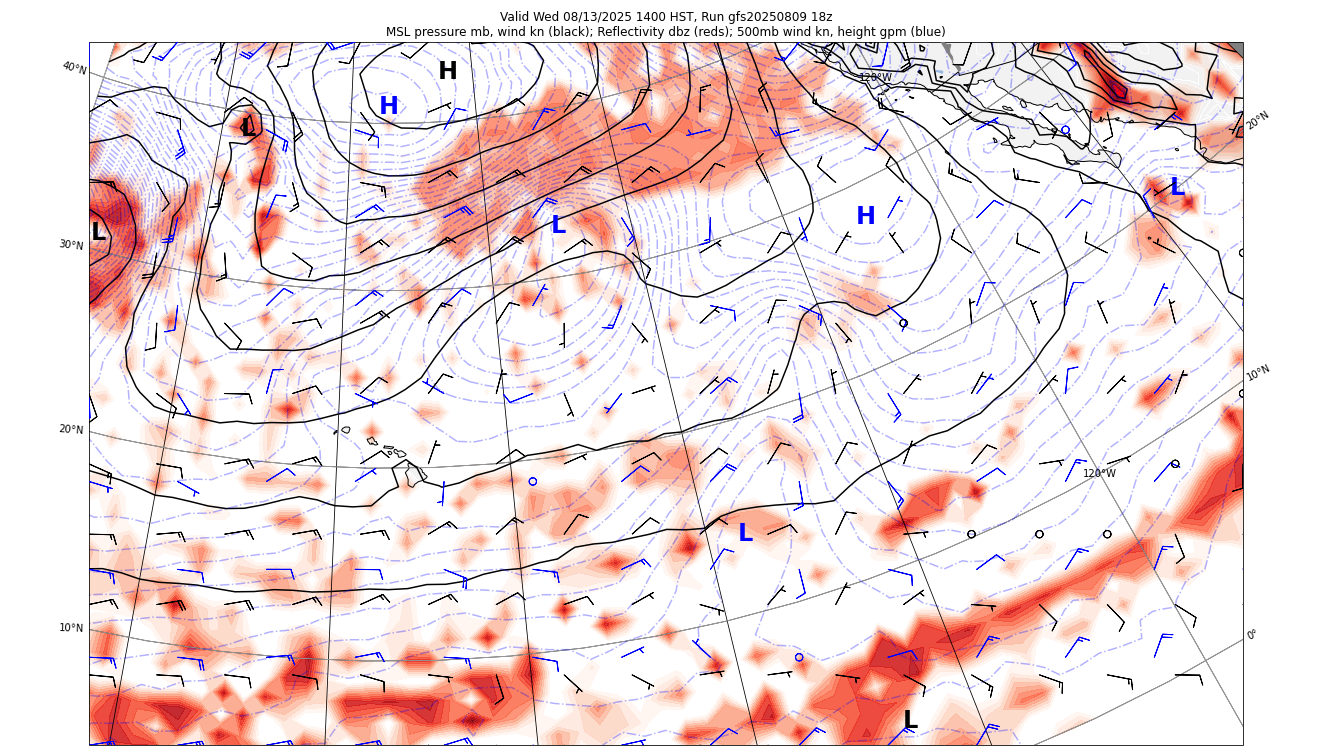 Valid Wed 08/13/2025 1400 HST, Run gfs20250809 18z
MSL pressure mb, wind kn (black); Reflectivity dbz (reds); 500mb wind kn, height gpm (blue)
40°N
H
120°W
H
20°N
L
L
H
L
L
30°N
10°N
20°N
120°W
L
10°N
0°
L